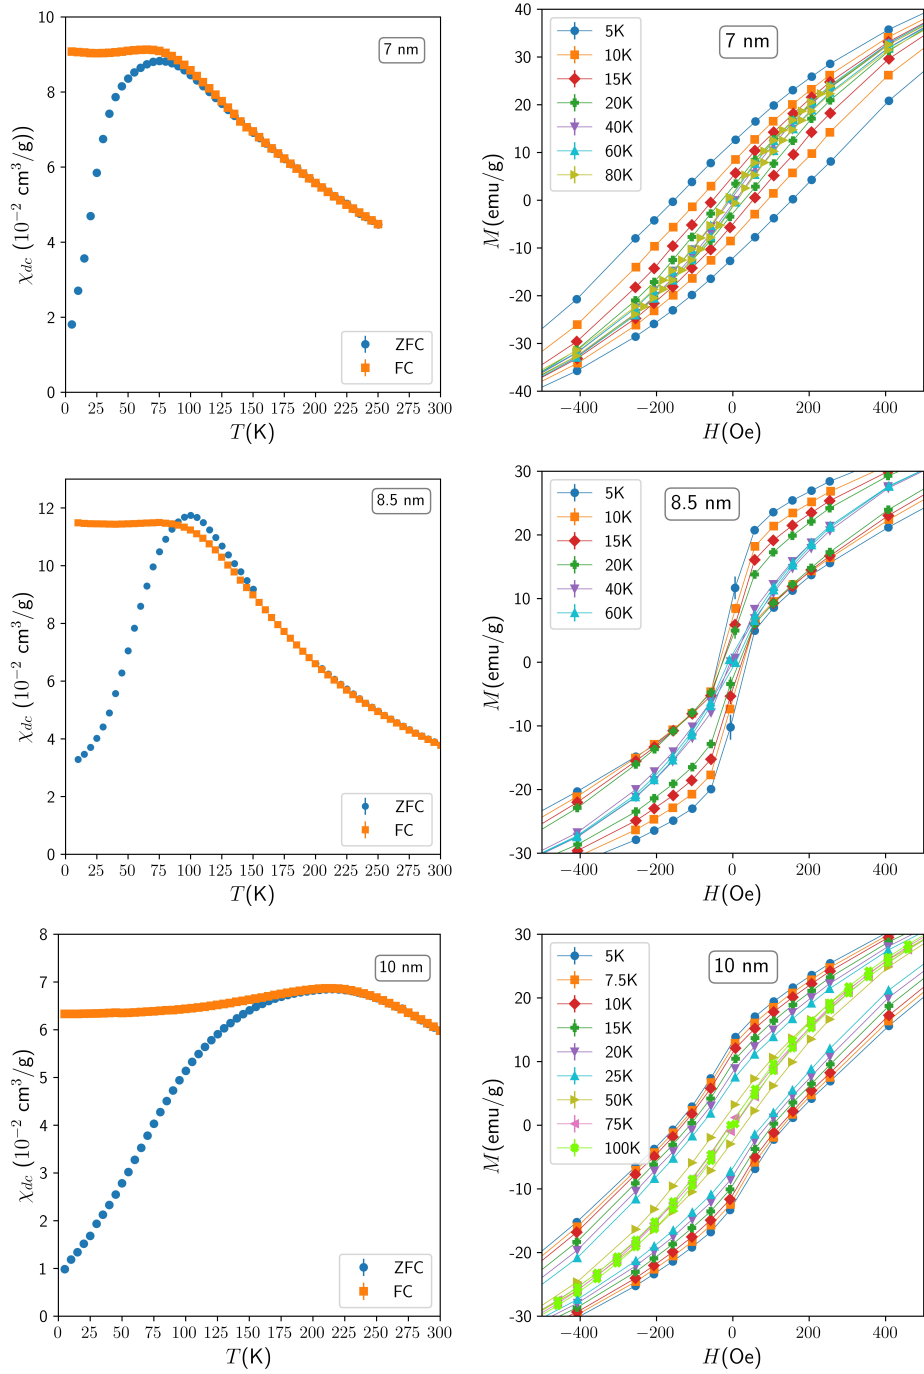 10
8
6
4
2
0
0 25 50 75 100 125 150 175 200 225 250 275 300
T(K)
χdc (10⁻² cm³/g))
7 nm
ZFC
FC
40
30
20
10
0
-10
-20
-30
-40
−400 −200 0 200 400
H(Oe)
M(emu/g)
7 nm
5K
10K
15K
20K
40K
60K
80K
12
10
8
6
4
2
0
0 25 50 75 100 125 150 175 200 225 250 275 300
T(K)
χdc (10⁻² cm³/g)
8.5 nm
ZFC
FC
30
20
10
0
-10
-20
-30
−400 −200 0 200 400
H(Oe)
M(emu/g)
8.5 nm
5K
10K
15K
20K
40K
60K
8
7
6
5
4
3
2
1
0
0 25 50 75 100 125 150 175 200 225 250 275 300
T(K)
χdc (10⁻² cm³/g)
10 nm
ZFC
FC
30
20
10
0
-10
-20
-30
−400 −200 0 200 400
H(Oe)
M(emu/g)
10 nm
5K
7.5K
10K
15K
20K
25K
50K
75K
100K